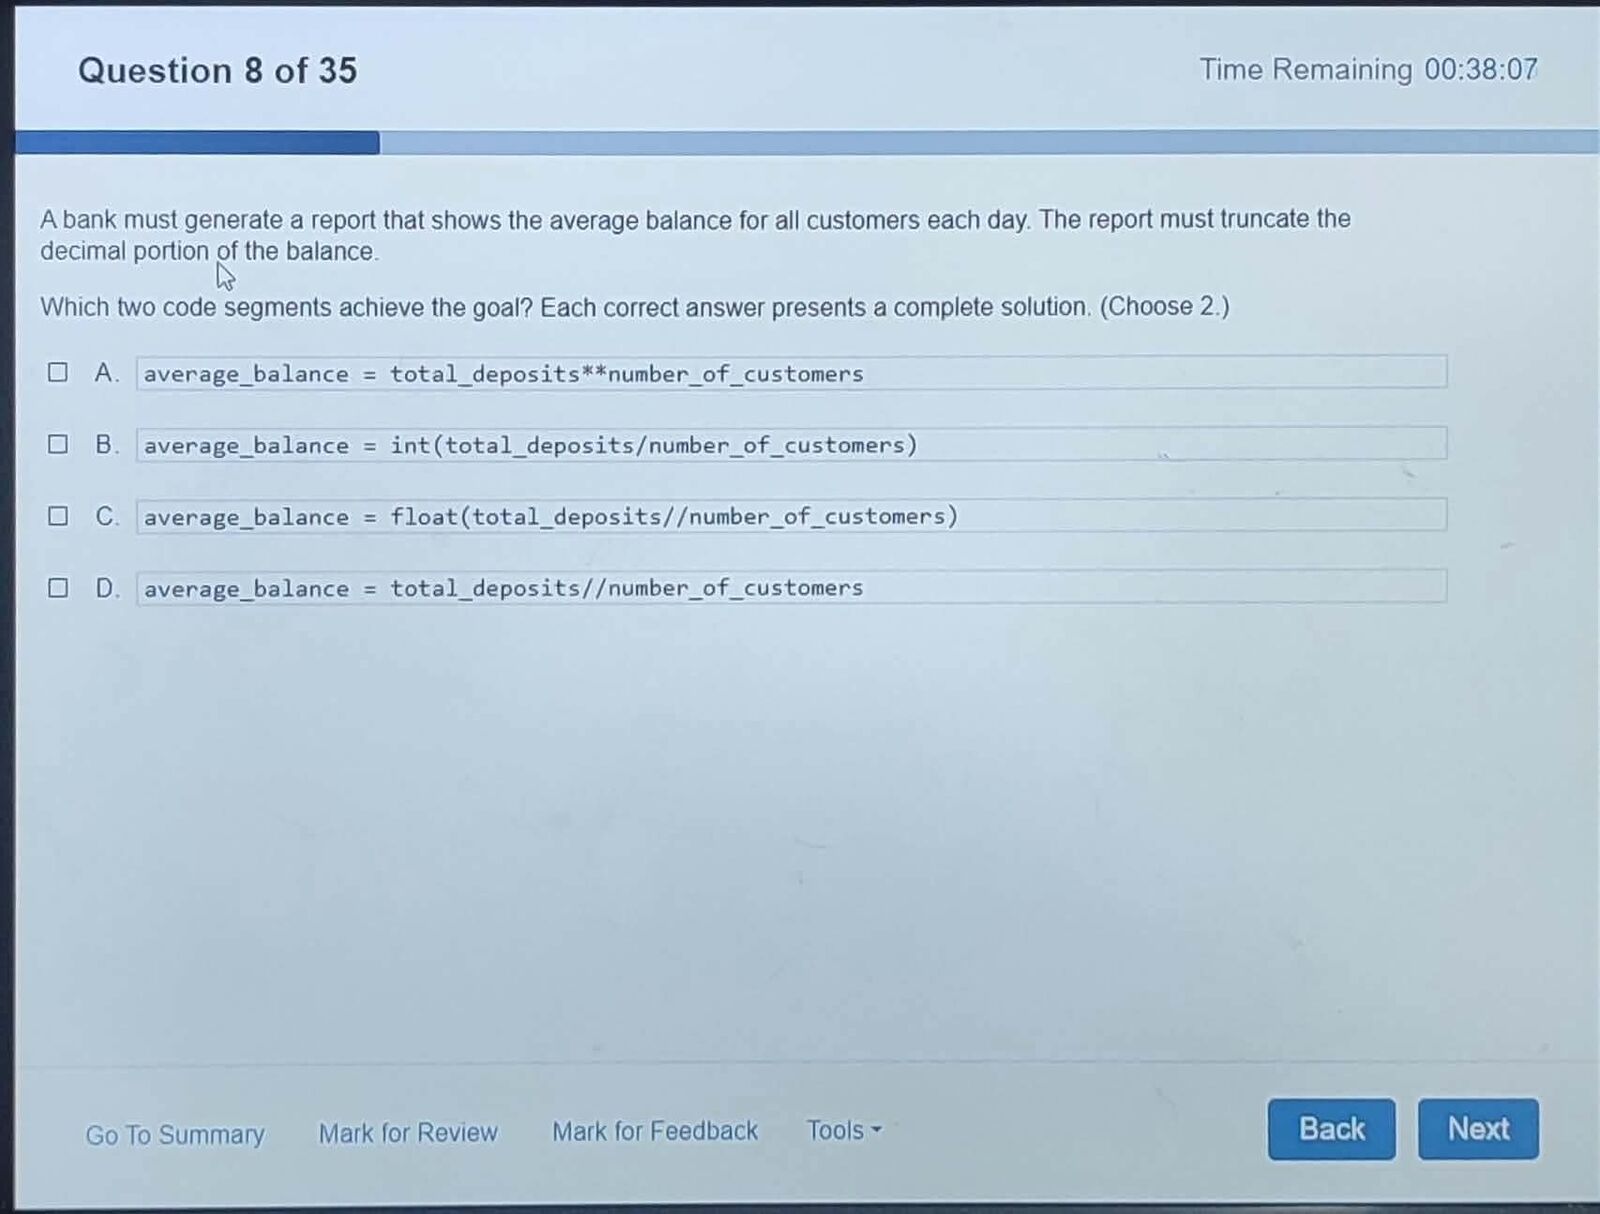 Question 8 of 35
Time Remaining 00:38:07
A bank must generate a report that shows the average balance for all customers each day. The report must truncate the
decimal portion of the balance.
Which two code segments achieve the goal? Each correct answer presents a complete solution. (Choose 2.)
A. average_balance = total_deposits**number_of_customers
B. average_balance = int(total_deposits/number_of_customers)
C. average_balance = float(total_deposits//number_of_customers)
D. average_balance = total_deposits//number_of_customers
Go To Summary Mark for Review Mark for Feedback Tools Back Next